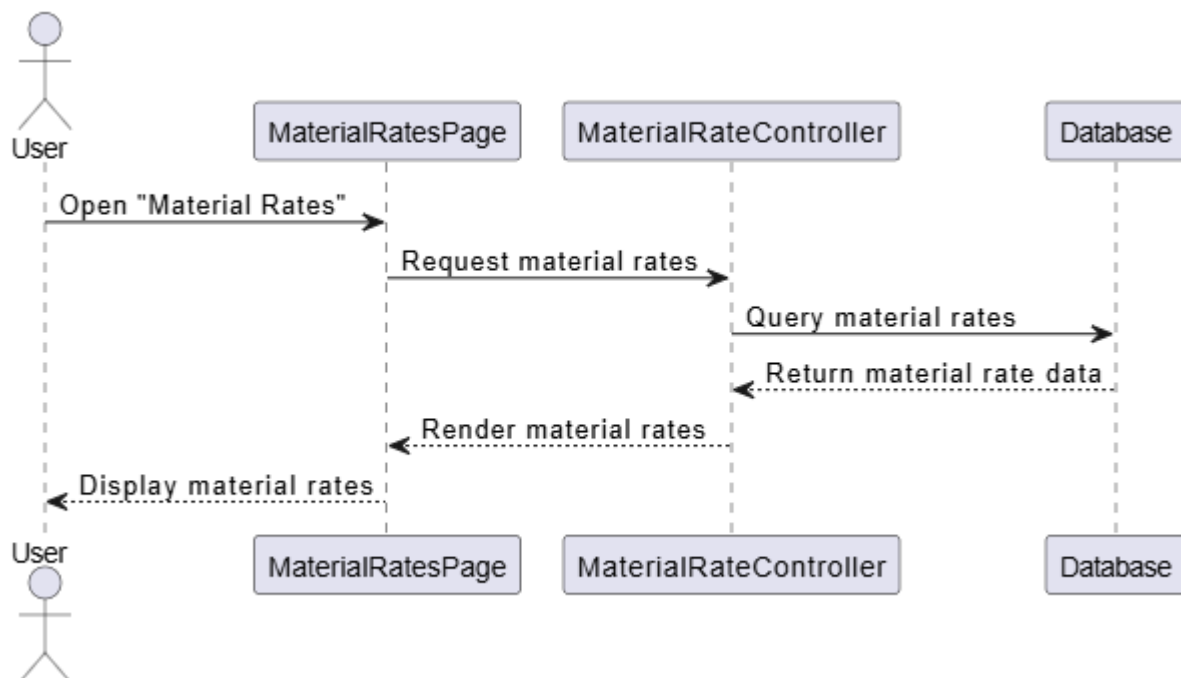 User
MaterialRatesPage
MaterialRateController
Database
Open "Material Rates"
Request material rates
Query material rates
Return material rate data
Render material rates
Display material rates
User
MaterialRatesPage
MaterialRateController
Database